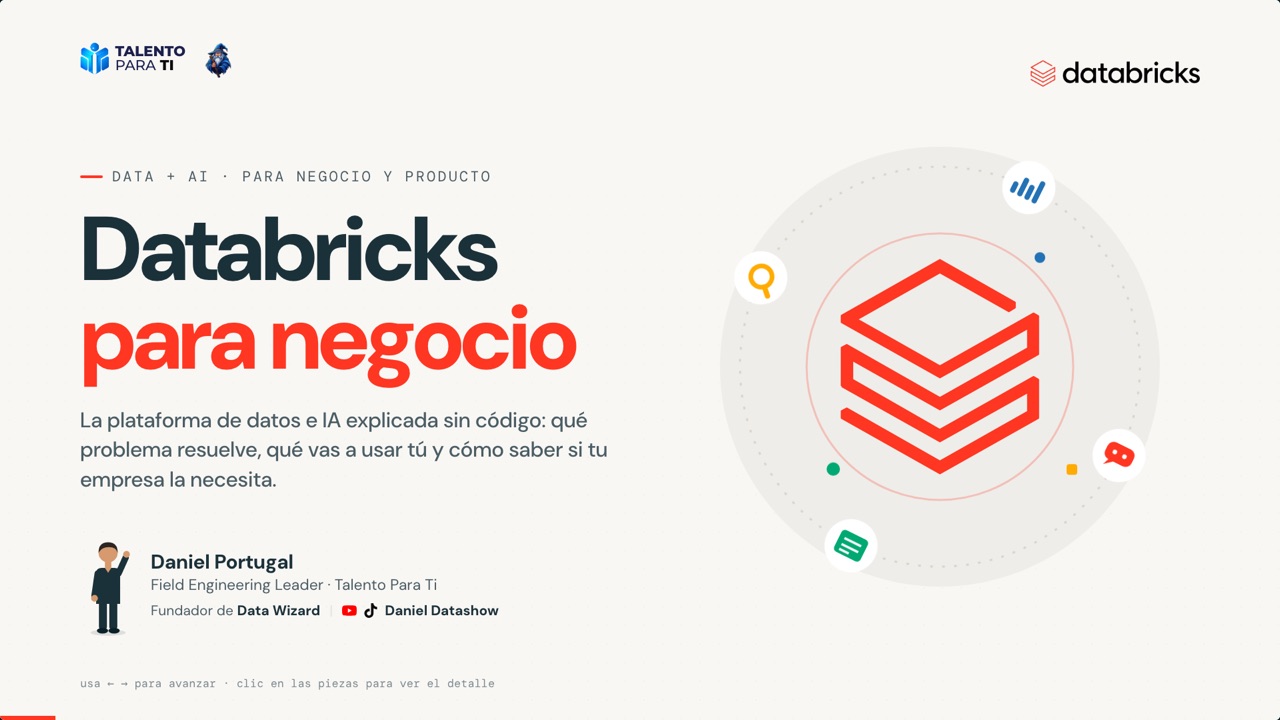 TALENTO
PARA TI
databricks
DATA + AI · PARA NEGOCIO Y PRODUCTO
Databricks
para negocio
La plataforma de datos e IA explicada sin código: qué
problema resuelve, qué vas a usar tú y cómo saber si tu
empresa la necesita.
Daniel Portugal
Field Engineering Leader · Talento Para Ti
Fundador de Data Wizard | Daniel Datashow
usa ← → para avanzar · clic en las piezas para ver el detalle